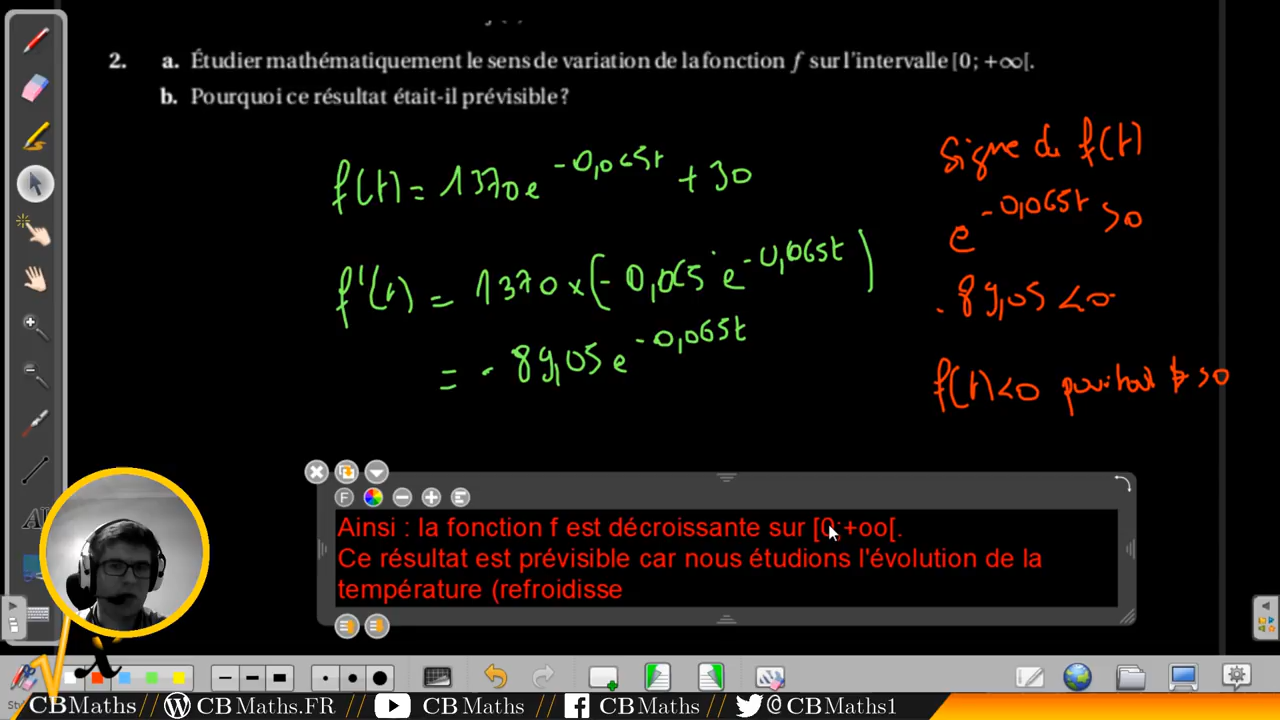 2. a. Étudier mathématiquement le sens de variation de la fonction f sur l'intervalle [0; +∞[.
b. Pourquoi ce résultat était-il prévisible ?
f(t) = 1370e^-0,065t + 30
f'(t) = 1370 × (-0,065 e^-0,065t)
= -89,05 e^-0,065t
Signe de f(t)
e^-0,065t > 0
-89,05 < 0
f(t) < 0 pour tout t > 0
Ainsi : la fonction f est décroissante sur [0;+oo[.
Ce résultat est prévisible car nous étudions l'évolution de la
température (refroidisse
CBMaths CBMaths.FR CBMaths CBMaths @CBMaths1